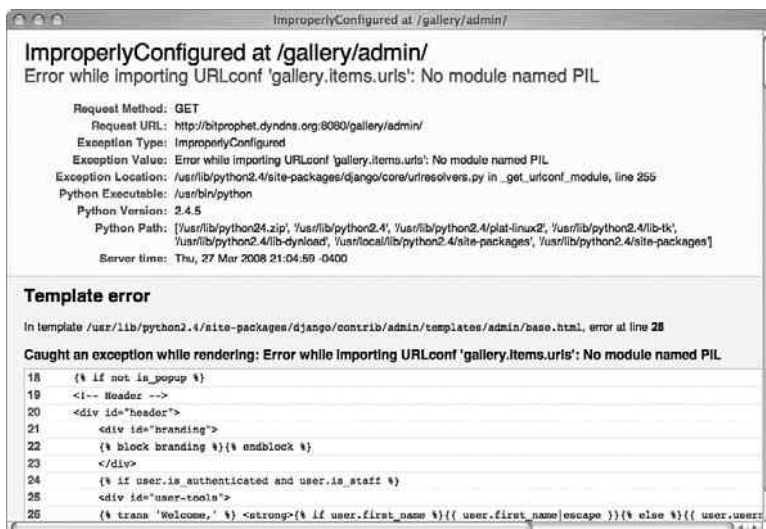 ImproperlyConfigured at /gallery/admin/
ImproperlyConfigured at /gallery/admin/
Error while importing URLconf 'gallery.items.urls': No module named PIL
Request Method: GET
Request URL: http://bitprophet.dyndns.org:8080/gallery/admin/
Exception Type: ImproperlyConfigured
Exception Value: Error while importing URLconf 'gallery.items.urls': No module named PIL
Exception Location: /usr/lib/python2.4/site-packages/django/core/urlresolvers.py in _get_urlconf_module, line 255
Python Executable: /usr/bin/python
Python Version: 2.4.5
Python Path: ['/usr/lib/python24.zip', '/usr/lib/python2.4', '/usr/lib/python2.4/plat-linux2', '/usr/lib/python2.4/lib-tk',
'/usr/lib/python2.4/lib-dynload', '/usr/local/lib/python2.4/site-packages', '/usr/lib/python2.4/site-packages']
Server time: Thu, 27 Mar 2008 21:04:59 -0400
Template error
In template /usr/lib/python2.4/site-packages/django/contrib/admin/templates/admin/base.html, error at line 28
Caught an exception while rendering: Error while importing URLconf 'gallery.items.urls': No module named PIL
18 {% if not is_popup %}
19 <!-- Header -->
20 <div id="header">
21 <div id="branding">
22 {% block branding %}{% endblock %}
23 </div>
24 {% if user.is_authenticated and user.is_staff %}
25 <div id="user-tools">
26 {% trans 'Welcome,' %} <strong>{% if user.first_name %}{{ user.first_name|escape }}{% else %}{{ user.user